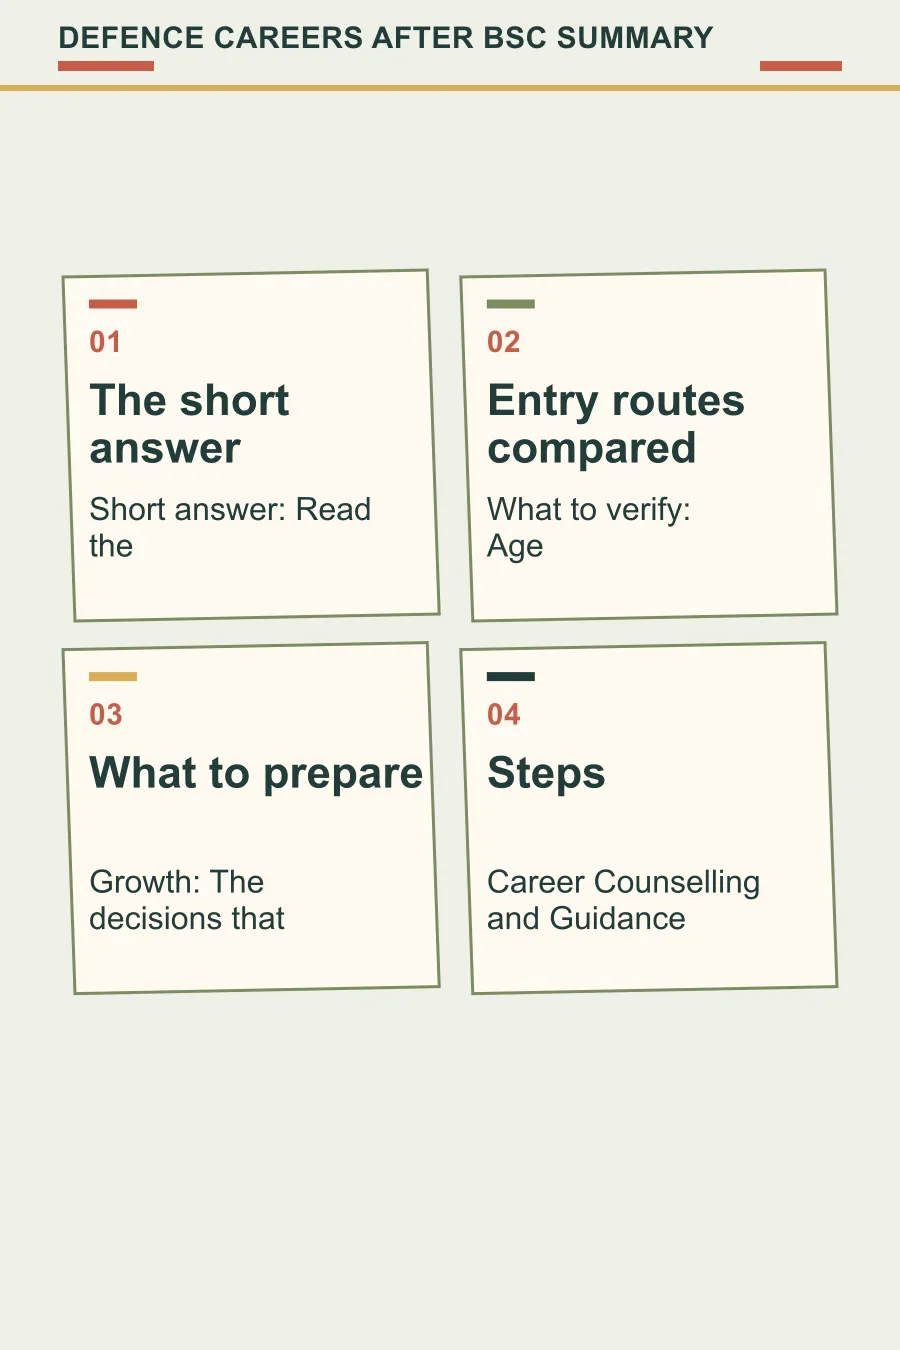 DEFENCE CAREERS AFTER BSC SUMMARY
01
The short
answer
Short answer: Read
the
02
Entry routes
compared
What to verify:
Age
03
What to prepare
Growth: The
decisions that
04
Steps
Career Counselling
and Guidance